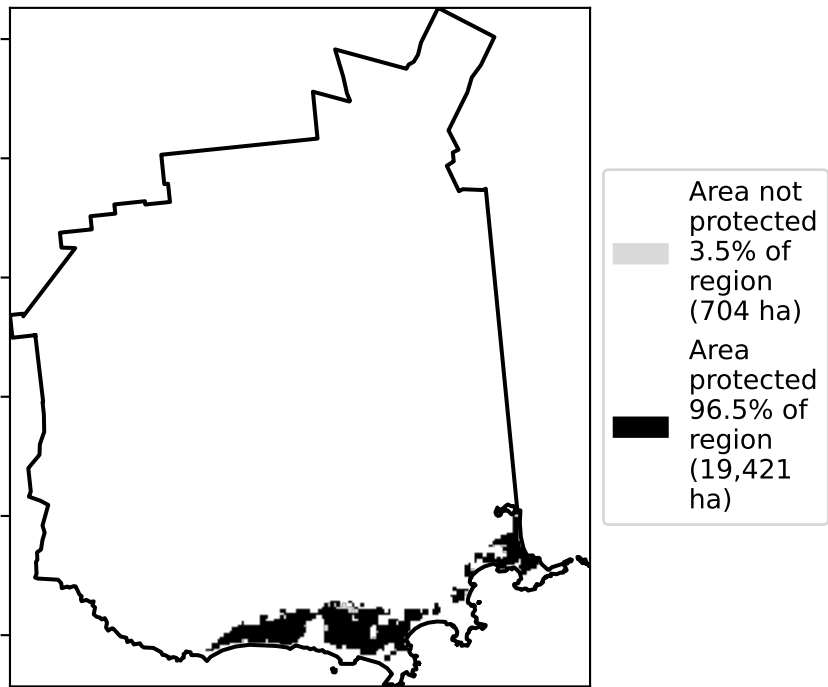 Area not
protected
3.5% of
region
(704 ha)
Area
protected
96.5% of
region
(19,421
ha)